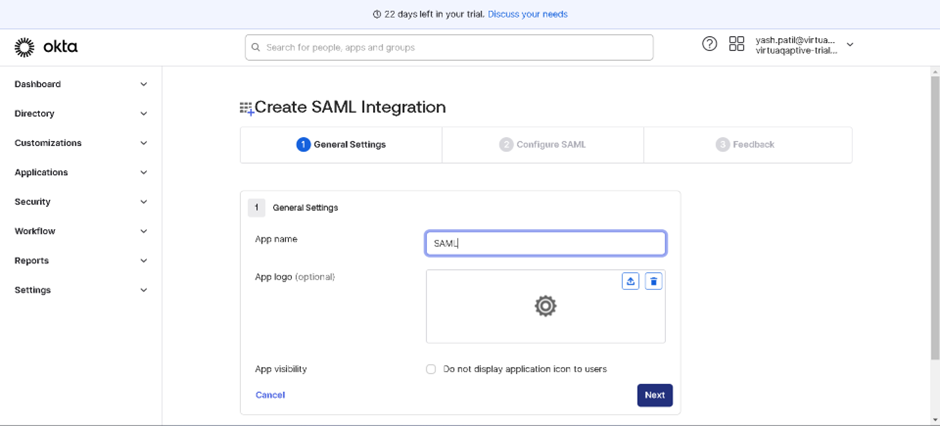 22 days left in your trial. Discuss your needs
okta
Search for people, apps and groups
yash.patil@virtua...
virtuaqaptive-trial...
Dashboard
Directory
Customizations
Applications
Security
Workflow
Reports
Settings
Create SAML Integration
1 General Settings
2 Configure SAML
3 Feedback
1 General Settings
App name
SAML
App logo (optional)
App visibility
Do not display application icon to users
Cancel
Next